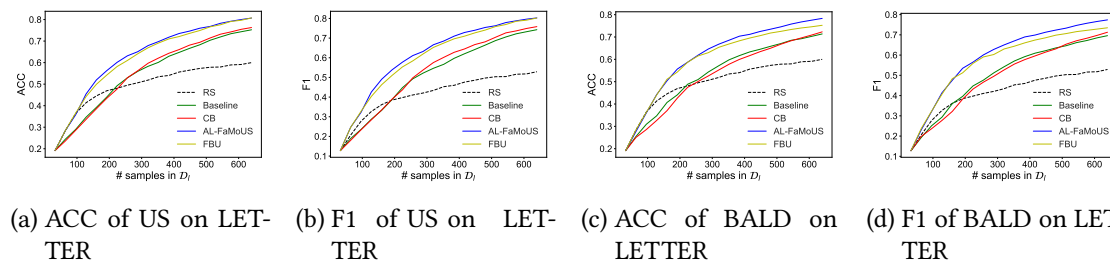 0.8
0.7
0.6
0.5
0.4
0.3
0.2
ACC
100 200 300 400 500 600
# samples in 𝒟ₗ
RS
Baseline
CB
AL-FaMoUS
FBU
0.8
0.7
0.6
0.5
0.4
0.3
0.2
0.1
F1
100 200 300 400 500 600
# samples in 𝒟ₗ
RS
Baseline
CB
AL-FaMoUS
FBU
0.8
0.7
0.6
0.5
0.4
0.3
0.2
ACC
100 200 300 400 500 600
# samples in 𝒟ₗ
RS
Baseline
CB
AL-FaMoUS
FBU
0.8
0.7
0.6
0.5
0.4
0.3
0.2
0.1
F1
100 200 300 400 500 600
# samples in 𝒟ₗ
RS
Baseline
CB
AL-FaMoUS
FBU
(a) ACC of US on LET-
TER
(b) F1 of US on LET-
TER
(c) ACC of BALD on
LETTER
(d) F1 of BALD on LET
TER